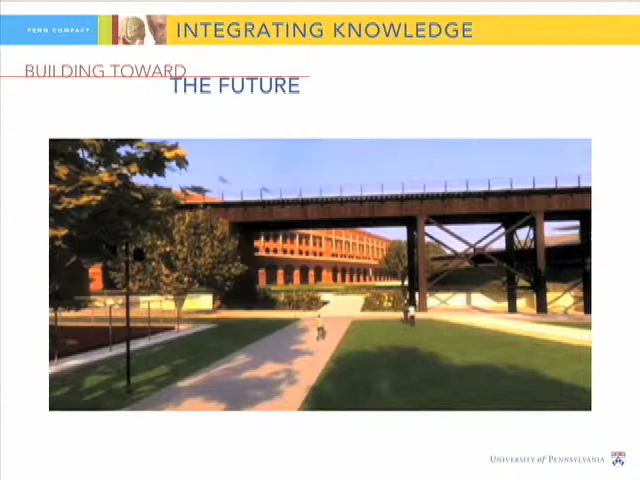 PENN COMPACT
INTEGRATING KNOWLEDGE
BUILDING TOWARD
THE FUTURE
UNIVERSITY of PENNSYLVANIA